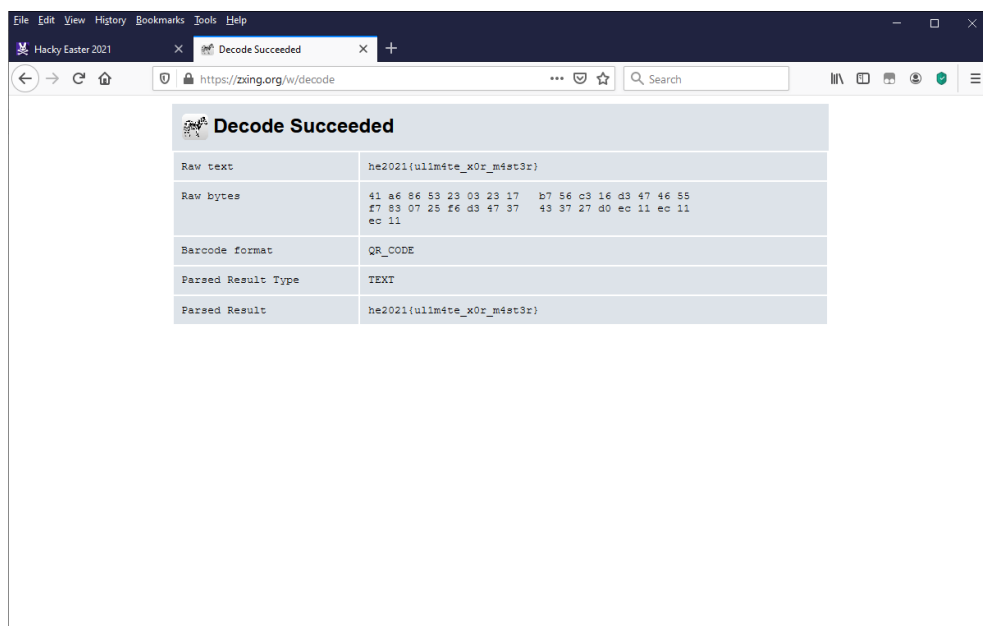 File Edit View History Bookmarks Tools Help
Hacky Easter 2021
Decode Succeeded
https://zxing.org/w/decode
Search
Decode Succeeded
Raw text he2021{ul1m4te_x0r_m4st3r}
Raw bytes 41 a6 86 53 23 03 23 17 b7 56 c3 16 d3 47 46 55
f7 83 07 25 f6 d3 47 37 43 37 27 d0 ec 11 ec 11
ec 11
Barcode format QR_CODE
Parsed Result Type TEXT
Parsed Result he2021{ul1m4te_x0r_m4st3r}